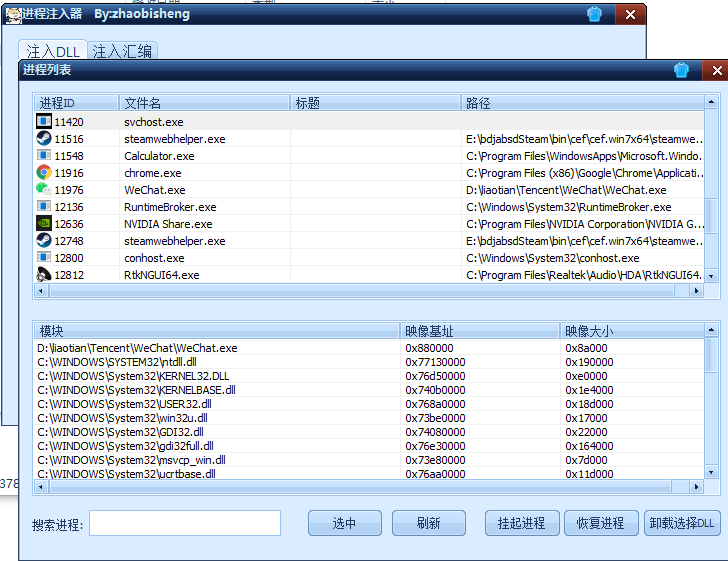 进程注入器 By:zhaobisheng
注入DLL 注入汇编
进程列表
进程ID 文件名 标题 路径
11420 svchost.exe
11516 steamwebhelper.exe E:\bdjabsdSteam\bin\cef\cef.win7x64\steamwe...
11548 Calculator.exe C:\Program Files\WindowsApps\Microsoft.Windo...
11916 chrome.exe C:\Program Files (x86)\Google\Chrome\Applicati...
11976 WeChat.exe D:\liaotian\Tencent\WeChat\WeChat.exe
12136 RuntimeBroker.exe C:\Windows\System32\RuntimeBroker.exe
12636 NVIDIA Share.exe C:\Program Files\NVIDIA Corporation\NVIDIA G...
12748 steamwebhelper.exe E:\bdjabsdSteam\bin\cef\cef.win7x64\steamwe...
12800 conhost.exe C:\Windows\System32\conhost.exe
12812 RtkNGUI64.exe C:\Program Files\Realtek\Audio\HDA\RtkNGUI64...
模块 映像基址 映像大小
D:\liaotian\Tencent\WeChat\WeChat.exe 0x880000 0x8a000
C:\WINDOWS\SYSTEM32\ntdll.dll 0x77130000 0x190000
C:\WINDOWS\System32\KERNEL32.DLL 0x76d50000 0xe0000
C:\WINDOWS\System32\KERNELBASE.dll 0x740b0000 0x1e4000
C:\WINDOWS\System32\USER32.dll 0x768a0000 0x18d000
C:\WINDOWS\System32\win32u.dll 0x73be0000 0x17000
C:\WINDOWS\System32\GDI32.dll 0x74080000 0x22000
C:\WINDOWS\System32\gdi32full.dll 0x76e30000 0x164000
C:\WINDOWS\System32\msvcp_win.dll 0x73e80000 0x7d000
C:\WINDOWS\System32\ucrtbase.dll 0x76aa0000 0x11d000
378
搜索进程: 选中 刷新 挂起进程 恢复进程 卸载选择DLL